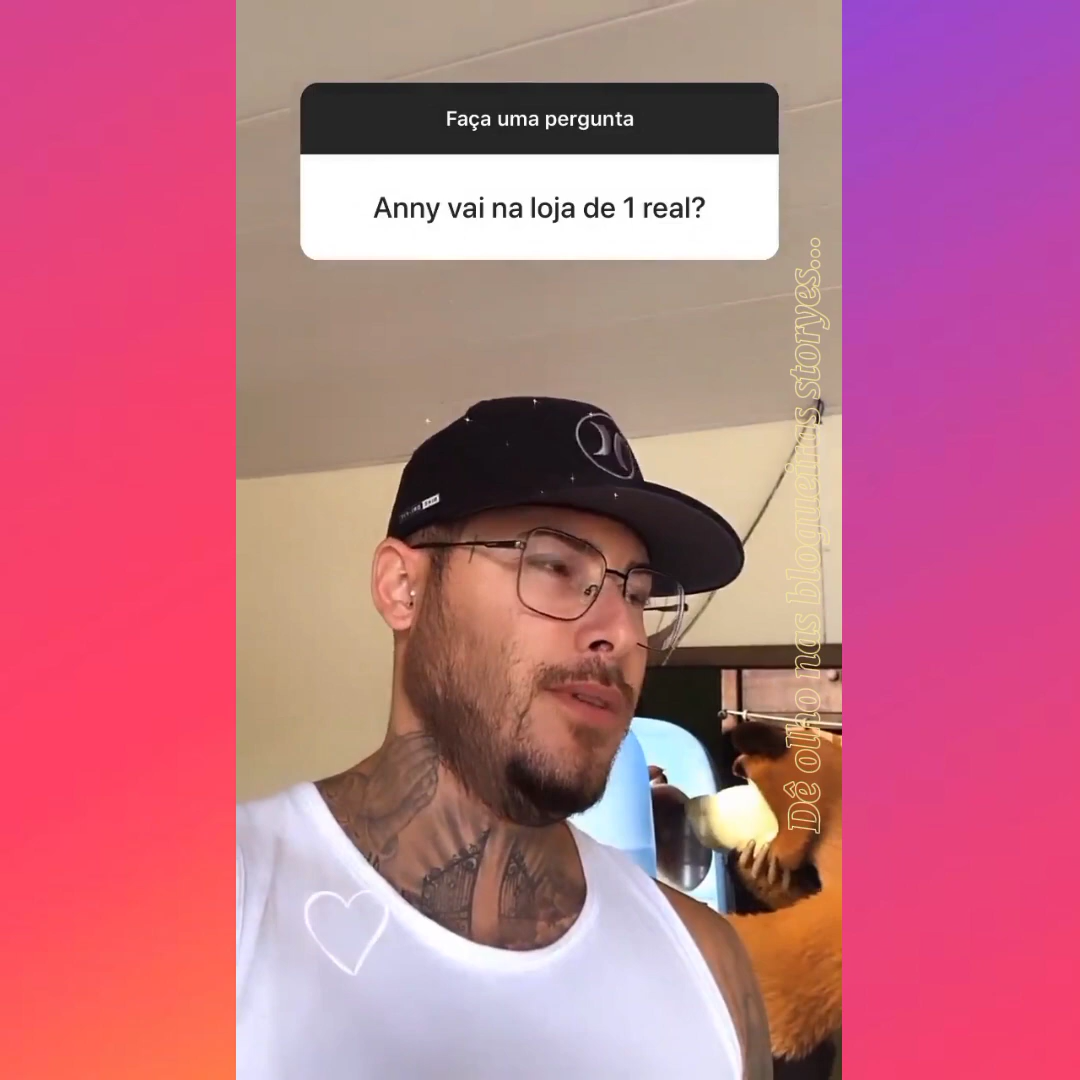 Faça uma pergunta
Anny vai na loja de 1 real?
Dê olho nas blogueiras storyes...